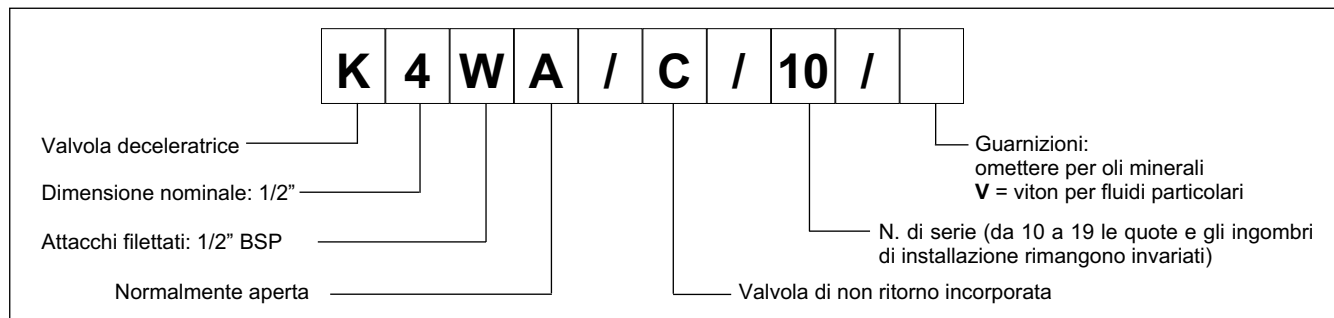 K 4 W A / C / 10 /
Valvola deceleratrice
Dimensione nominale: 1/2”
Attacchi filettati: 1/2” BSP
Normalmente aperta
Guarnizioni:
omettere per oli minerali
V = viton per fluidi particolari
N. di serie (da 10 a 19 le quote e gli ingombri
di installazione rimangono invariati)
Valvola di non ritorno incorporata